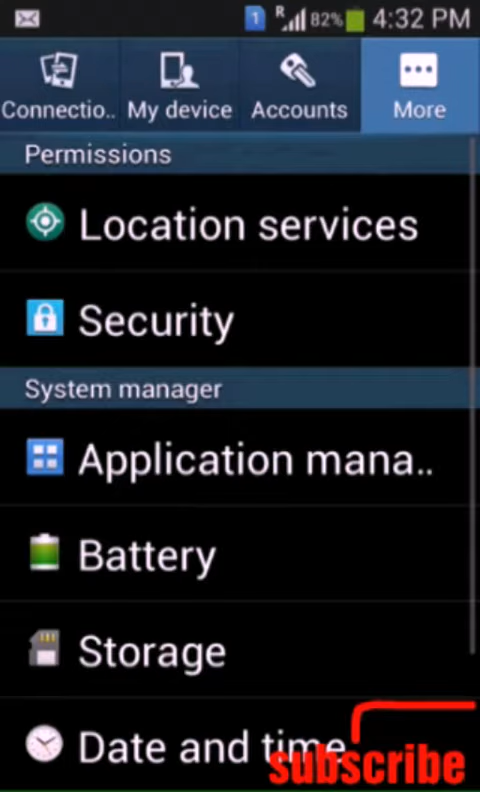 1 R 82% 4:32 PM
Connectio.. My device Accounts More
Permissions
Location services
Security
System manager
Application mana..
Battery
Storage
Date and time
subscribe